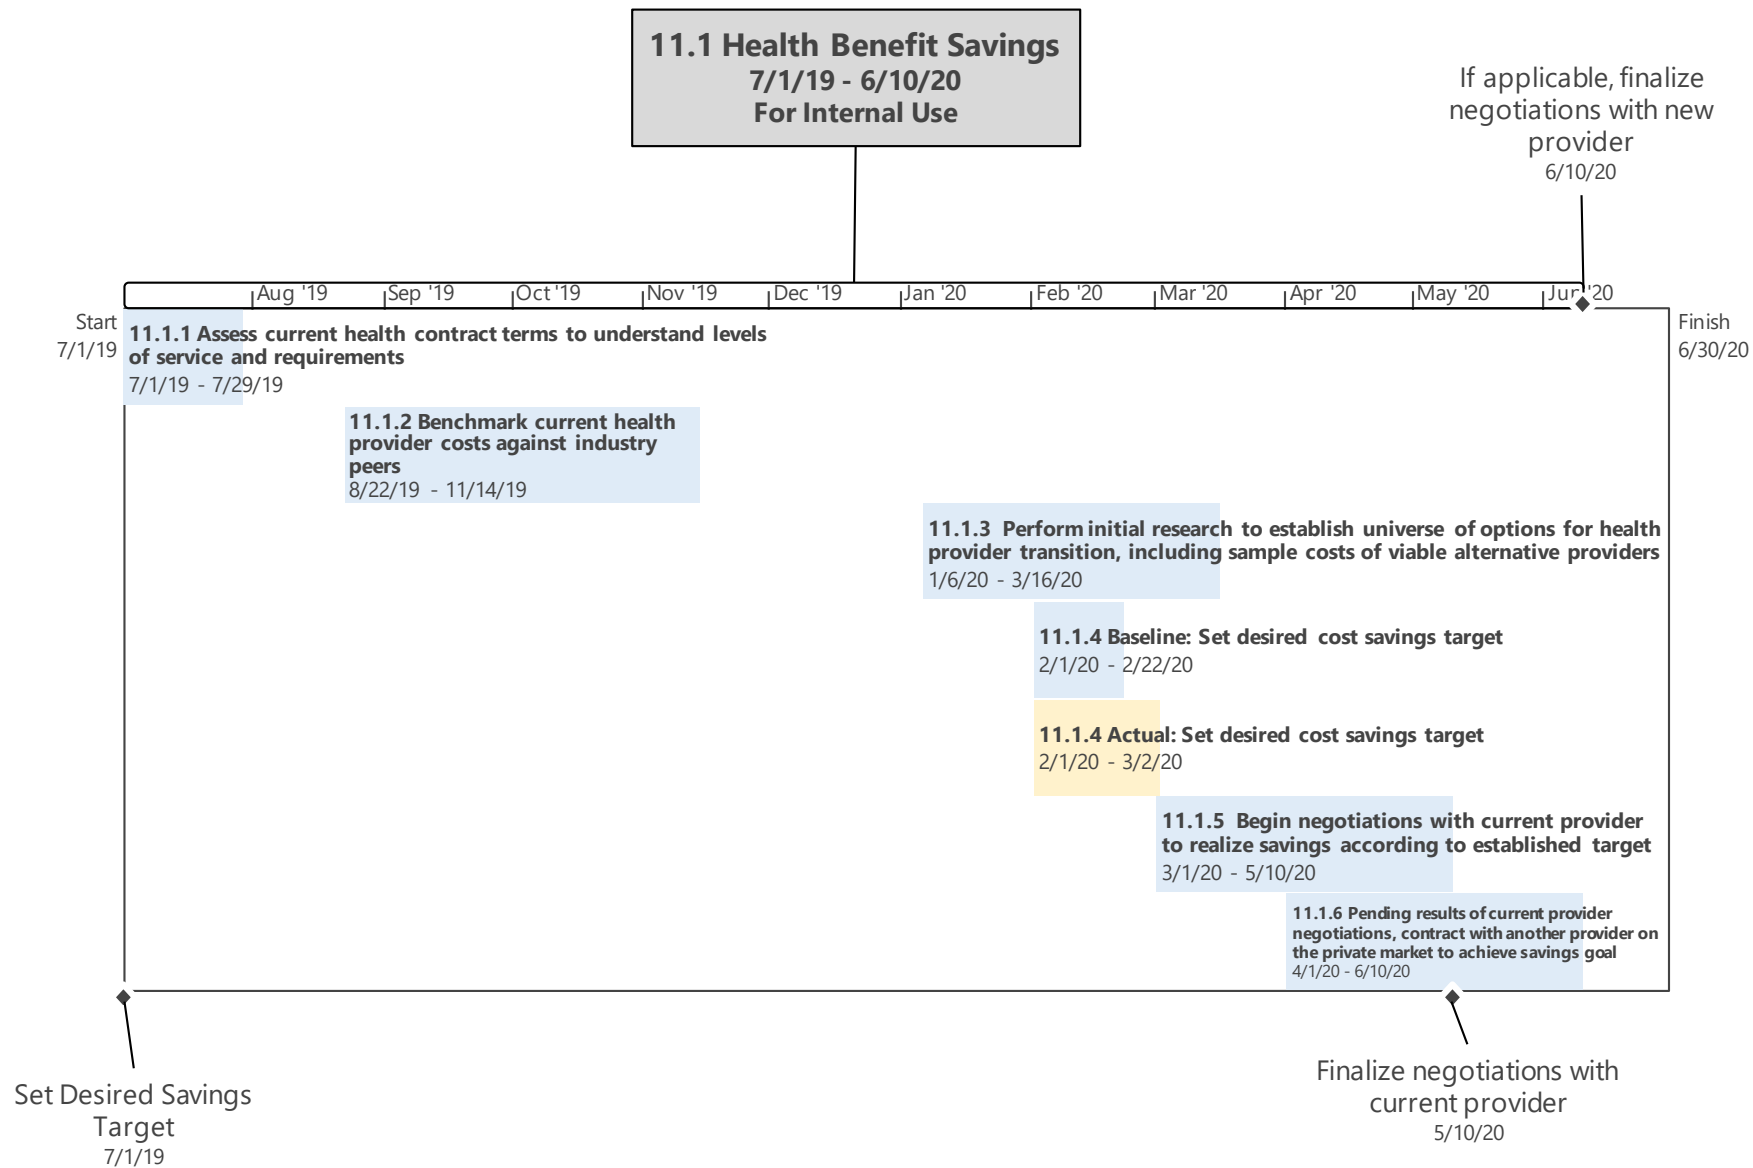 11.1 Health Benefit Savings
7/1/19 - 6/10/20
For Internal Use
If applicable, finalize
negotiations with new
provider
6/10/20
Aug '19 Sep '19 Oct '19 Nov '19 Dec '19 Jan '20 Feb '20 Mar '20 Apr '20 May '20 Jun '20
Start
7/1/19
Finish
6/30/20
11.1.1 Assess current health contract terms to understand levels
of service and requirements
7/1/19 - 7/29/19
11.1.2 Benchmark current health
provider costs against industry
peers
8/22/19 - 11/14/19
11.1.3 Perform initial research to establish universe of options for health
provider transition, including sample costs of viable alternative providers
1/6/20 - 3/16/20
11.1.4 Baseline: Set desired cost savings target
2/1/20 - 2/22/20
11.1.4 Actual: Set desired cost savings target
2/1/20 - 3/2/20
11.1.5 Begin negotiations with current provider
to realize savings according to established target
3/1/20 - 5/10/20
11.1.6 Pending results of current provider
negotiations, contract with another provider on
the private market to achieve savings goal
4/1/20 - 6/10/20
Set Desired Savings
Target
7/1/19
Finalize negotiations with
current provider
5/10/20